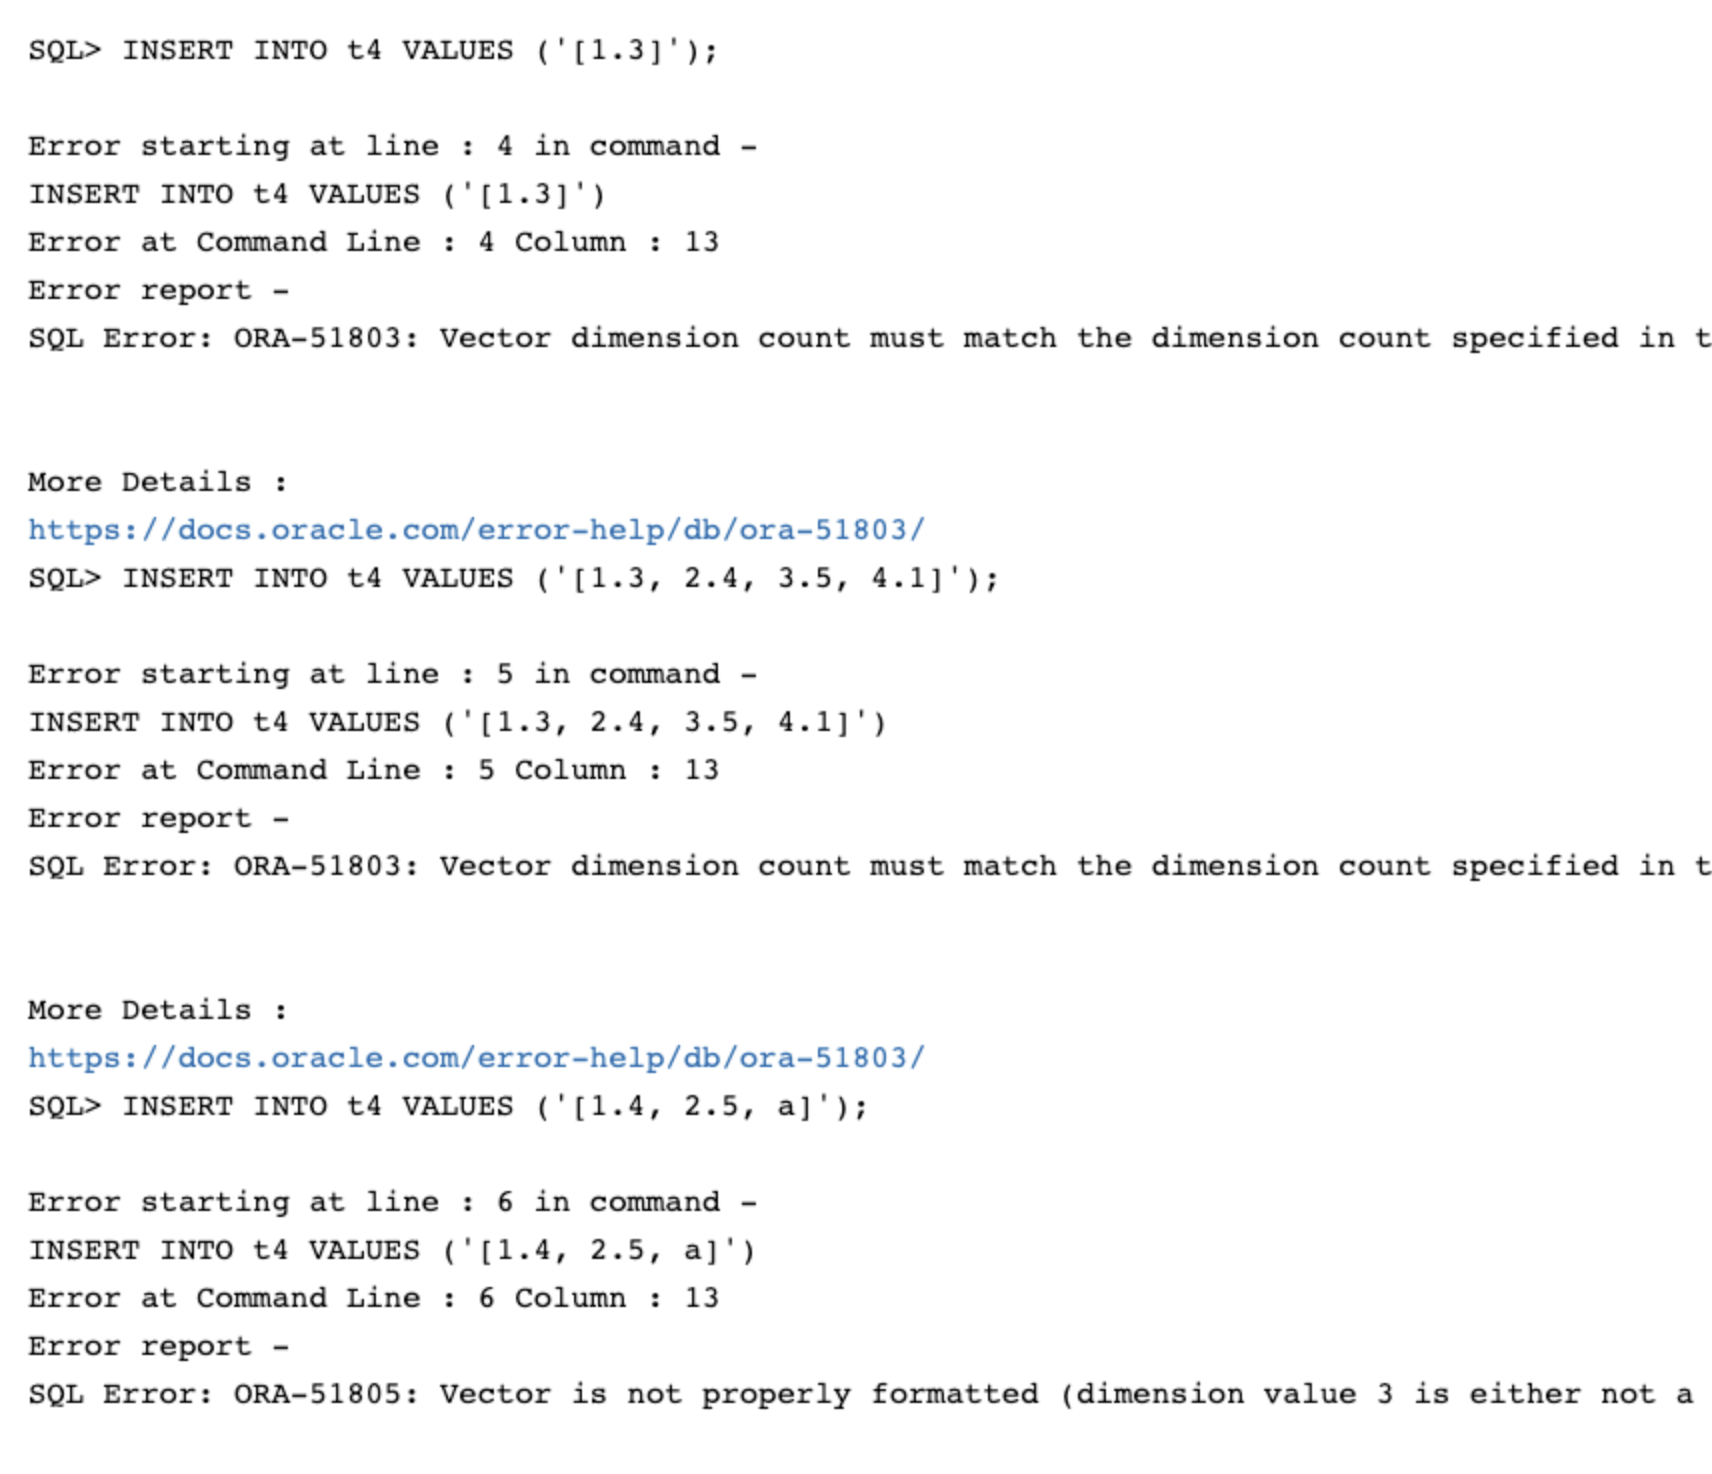 SQL> INSERT INTO t4 VALUES ('[1.3]');
Error starting at line : 4 in command -
INSERT INTO t4 VALUES ('[1.3]')
Error at Command Line : 4 Column : 13
Error report -
SQL Error: ORA-51803: Vector dimension count must match the dimension count specified in t
More Details :
https://docs.oracle.com/error-help/db/ora-51803/
SQL> INSERT INTO t4 VALUES ('[1.3, 2.4, 3.5, 4.1]');
Error starting at line : 5 in command -
INSERT INTO t4 VALUES ('[1.3, 2.4, 3.5, 4.1]')
Error at Command Line : 5 Column : 13
Error report -
SQL Error: ORA-51803: Vector dimension count must match the dimension count specified in t
More Details :
https://docs.oracle.com/error-help/db/ora-51803/
SQL> INSERT INTO t4 VALUES ('[1.4, 2.5, a]');
Error starting at line : 6 in command -
INSERT INTO t4 VALUES ('[1.4, 2.5, a]')
Error at Command Line : 6 Column : 13
Error report -
SQL Error: ORA-51805: Vector is not properly formatted (dimension value 3 is either not a